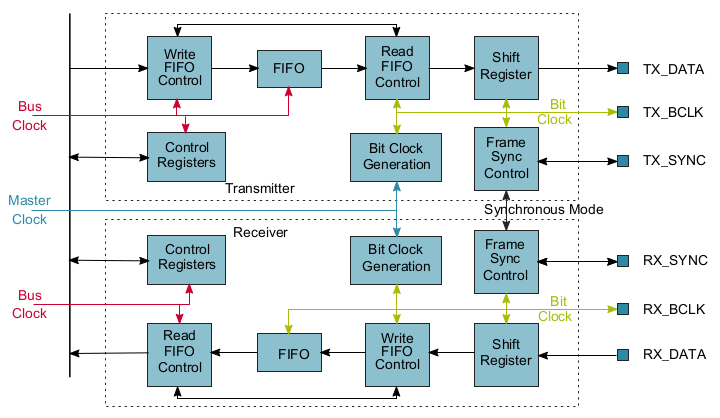 Write
FIFO
Control
FIFO
Read
FIFO
Control
Shift
Register
TX_DATA
Bus
Clock
Bit
Clock
TX_BCLK
Control
Registers
Bit Clock
Generation
Frame
Sync
Control
TX_SYNC
Transmitter
Master
Clock
Synchronous Mode
Receiver
Control
Registers
Bit Clock
Generation
Frame
Sync
Control
RX_SYNC
Bus
Clock
Bit
Clock
RX_BCLK
Read
FIFO
Control
FIFO
Write
FIFO
Control
Shift
Register
RX_DATA